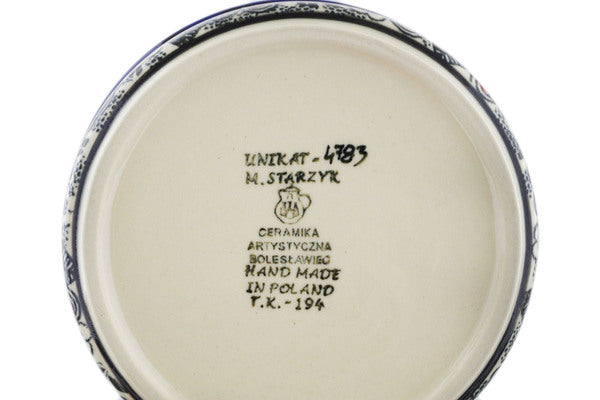 UNIKAT - 4783
M. STARZYK
CERAMIKA
ARTYSTYCZNA
BOLESŁAWIEC
HAND MADE
IN POLAND
T.K. - 194